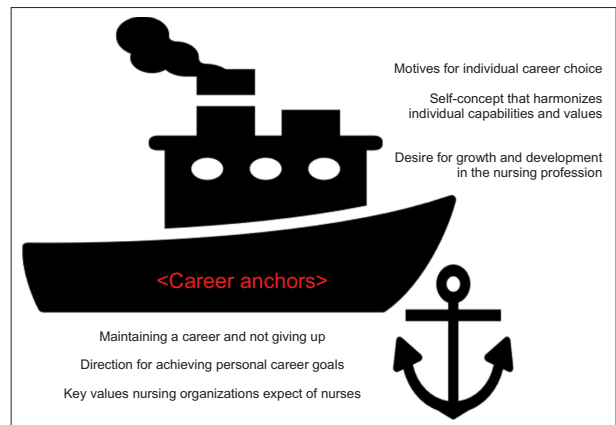 Motives for individual career choice
Self-concept that harmonizes
individual capabilities and values
Desire for growth and development
in the nursing profession
<Career anchors>
Maintaining a career and not giving up
Direction for achieving personal career goals
Key values nursing organizations expect of nurses